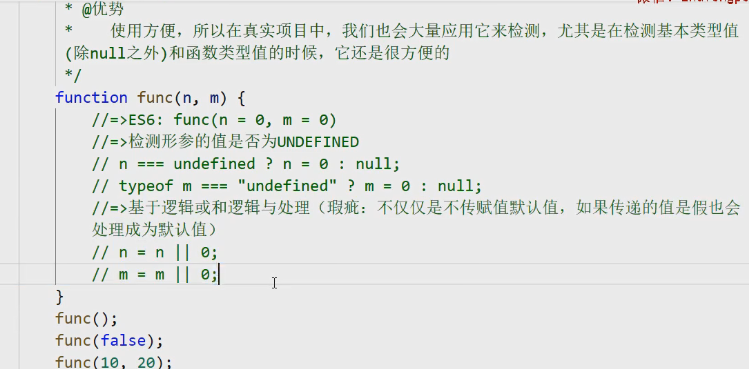 * @优势
*    使用方便，所以在真实项目中，我们也会大量应用它来检测，尤其是在检测基本类型值
(除null之外)和函数类型值的时候，它还是很方便的
*/
function func(n, m) {
//=>ES6: func(n = 0, m = 0)
//=>检测形参的值是否为UNDEFINED
// n === undefined ? n = 0 : null;
// typeof m === "undefined" ? m = 0 : null;
//=>基于逻辑或和逻辑与处理（瑕疵：不仅仅是不传赋值默认值，如果传递的值是假也会
处理成为默认值）
// n = n || 0;
// m = m || 0;
}
func();
func(false);
func(10, 20);